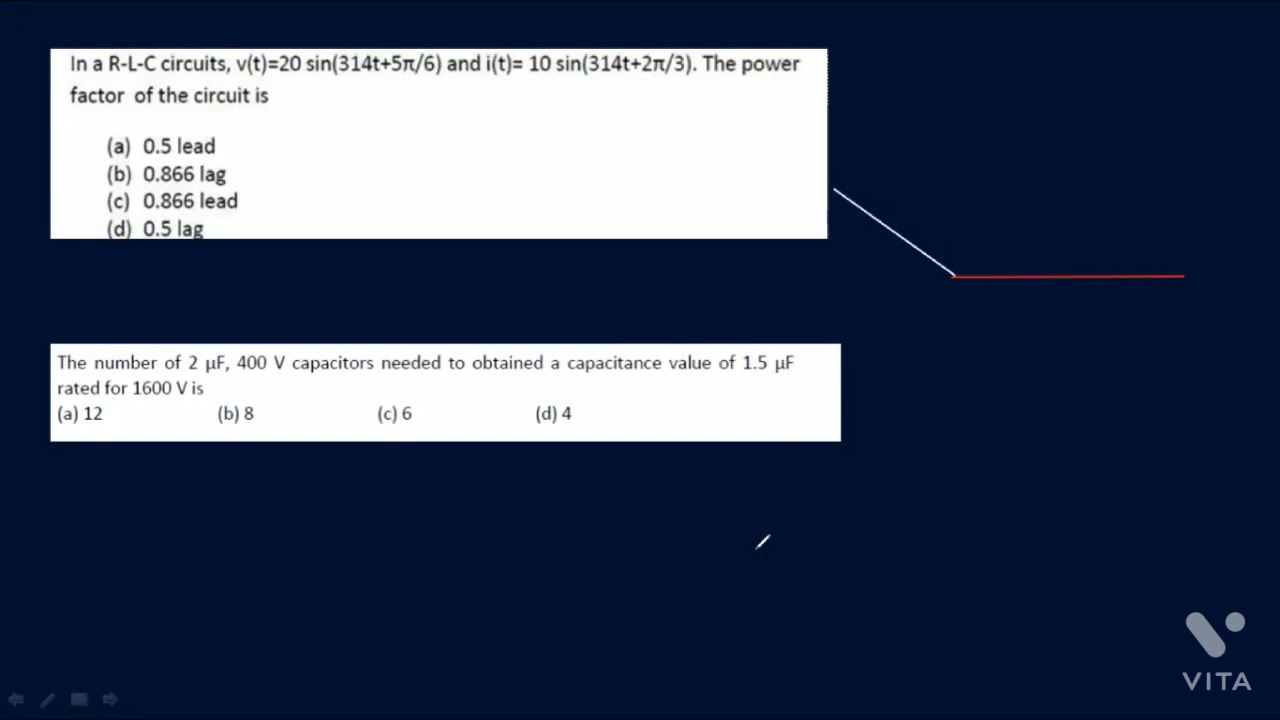 In a R-L-C circuits, v(t)=20 sin(314t+5π/6) and i(t)= 10 sin(314t+2π/3). The power
factor of the circuit is
(a) 0.5 lead
(b) 0.866 lag
(c) 0.866 lead
(d) 0.5 lag
The number of 2 μF, 400 V capacitors needed to obtained a capacitance value of 1.5 μF
rated for 1600 V is
(a) 12 (b) 8 (c) 6 (d) 4
VITA